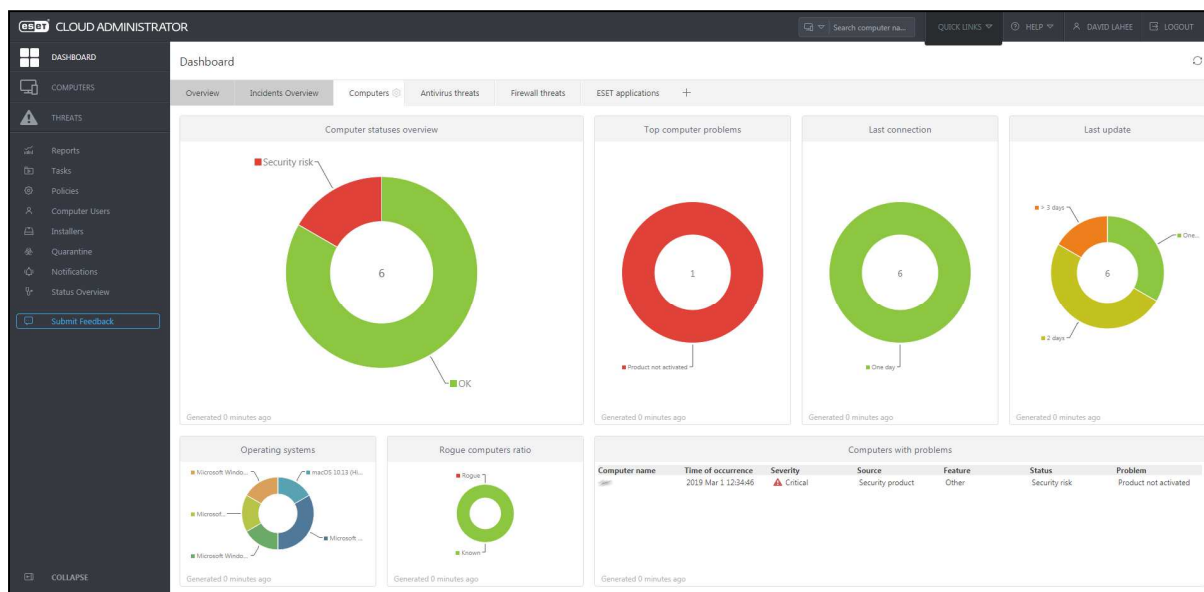 eset CLOUD ADMINISTRATOR
Search computer na...
QUICK LINKS
HELP
DAVID LAHEE
LOGOUT
DASHBOARD
COMPUTERS
THREATS
Reports
Tasks
Policies
Computer Users
Installers
Quarantine
Notifications
Status Overview
Submit Feedback
COLLAPSE
Dashboard
Overview
Incidents Overview
Computers
Antivirus threats
Firewall threats
ESET applications
+
Computer statuses overview
Security risk
6
OK
Generated 0 minutes ago
Top computer problems
1
Product not activated
Generated 0 minutes ago
Last connection
6
One day
Generated 0 minutes ago
Last update
> 3 days
One...
6
2 days
Generated 0 minutes ago
Operating systems
Microsoft Windo...
macOS 10.13 (Hi...
Microsof...
Microsoft ...
Microsoft Windo...
Generated 0 minutes ago
Rogue computers ratio
Rogue
Known
Generated 0 minutes ago
Computers with problems
Computer name Time of occurrence Severity Source Feature Status Problem
2019 Mar 1 12:34:46 Critical Security product Other Security risk Product not activated
Generated 0 minutes ago